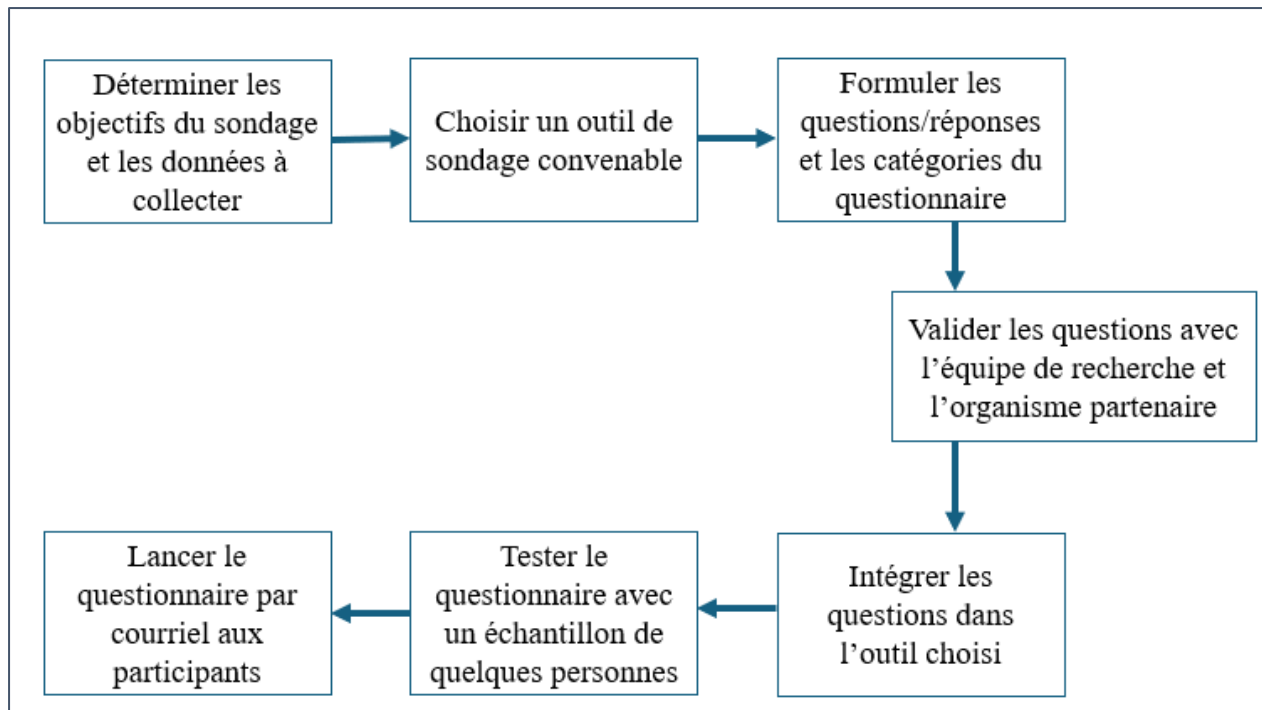 Déterminer les
objectifs du sondage
et les données à
collecter
Choisir un outil de
sondage convenable
Formuler les
questions/réponses
et les catégories du
questionnaire
Valider les questions avec
l’équipe de recherche et
l’organisme partenaire
Intégrer les
questions dans
l’outil choisi
Tester le
questionnaire avec
un échantillon de
quelques personnes
Lancer le
questionnaire par
courriel aux
participants